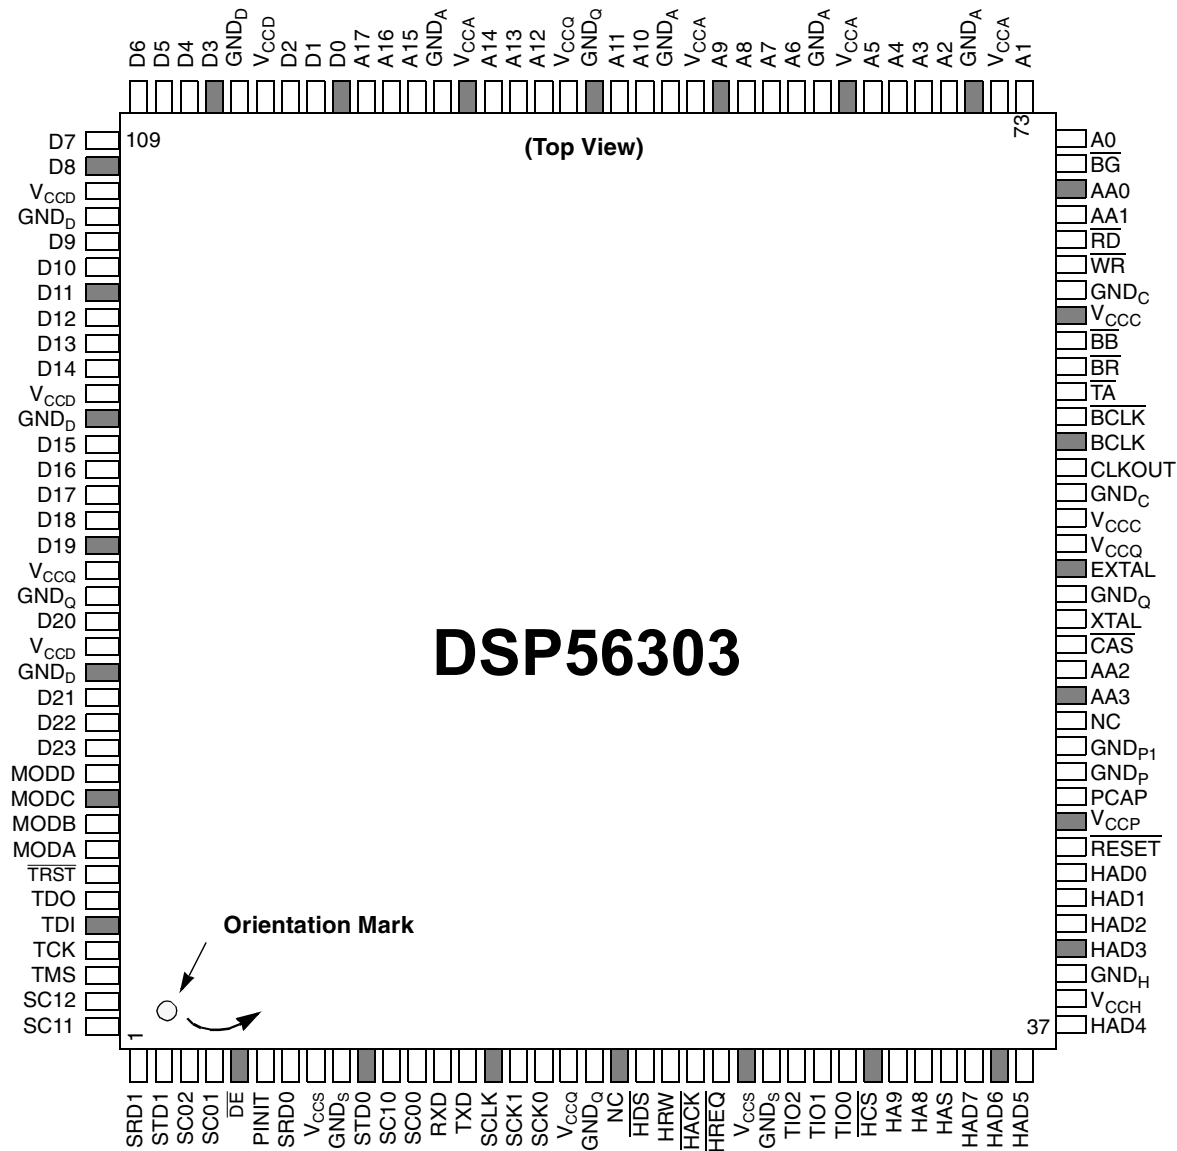 D6
D5
D4
D3
GNDD
VCCD
D2
D1
D0
A17
A16
A15
GNDA
VCCA
A14
A13
A12
VCCQ
GNDQ
A11
A10
GNDA
VCCA
A9
A8
A7
A6
GNDA
VCCA
A5
A4
A3
A2
GNDA
VCCA
A1
109
(Top View)
73
D7
D8
VCCD
GNDD
D9
D10
D11
D12
D13
D14
VCCD
GNDD
D15
D16
D17
D18
D19
VCCQ
GNDQ
D20
VCCD
GNDD
D21
D22
D23
MODD
MODC
MODB
MODA
TRST
TDO
TDI
TCK
TMS
SC12
SC11
DSP56303
Orientation Mark
A0
BG
AA0
AA1
RD
WR
GNDC
VCCC
BB
BR
TA
BCLK
BCLK
CLKOUT
GNDC
VCCC
VCCQ
EXTAL
GNDQ
XTAL
CAS
AA2
AA3
NC
GNDP1
GNDP
PCAP
VCCP
RESET
HAD0
HAD1
HAD2
HAD3
GNDH
VCCH
HAD4
1
37
SRD1
STD1
SC02
SC01
DE
PINIT
SRD0
VCCS
GNDS
STD0
SC10
SC00
RXD
TXD
SCLK
SCK1
SCK0
VCCQ
GNDQ
NC
HDS
HRW
HACK
HREQ
VCCS
GNDS
TIO2
TIO1
TIO0
HCS
HA9
HA8
HAS
HAD7
HAD6
HAD5